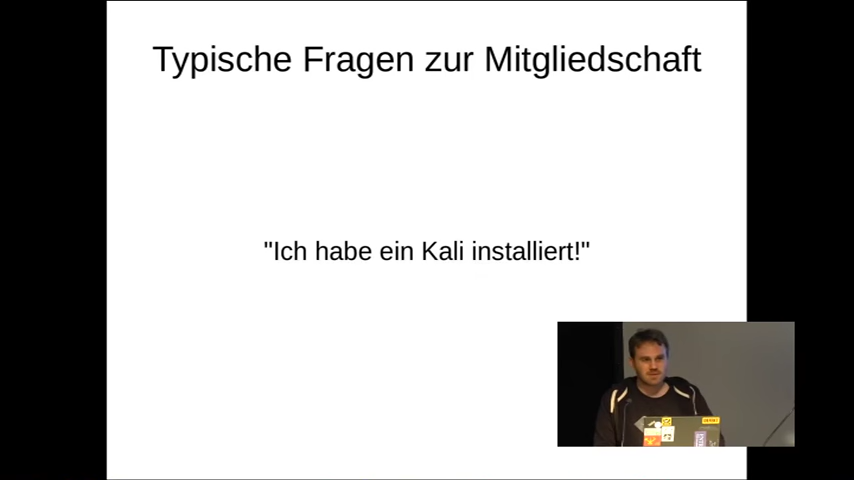 Typische Fragen zur Mitgliedschaft
"Ich habe ein Kali installiert!"